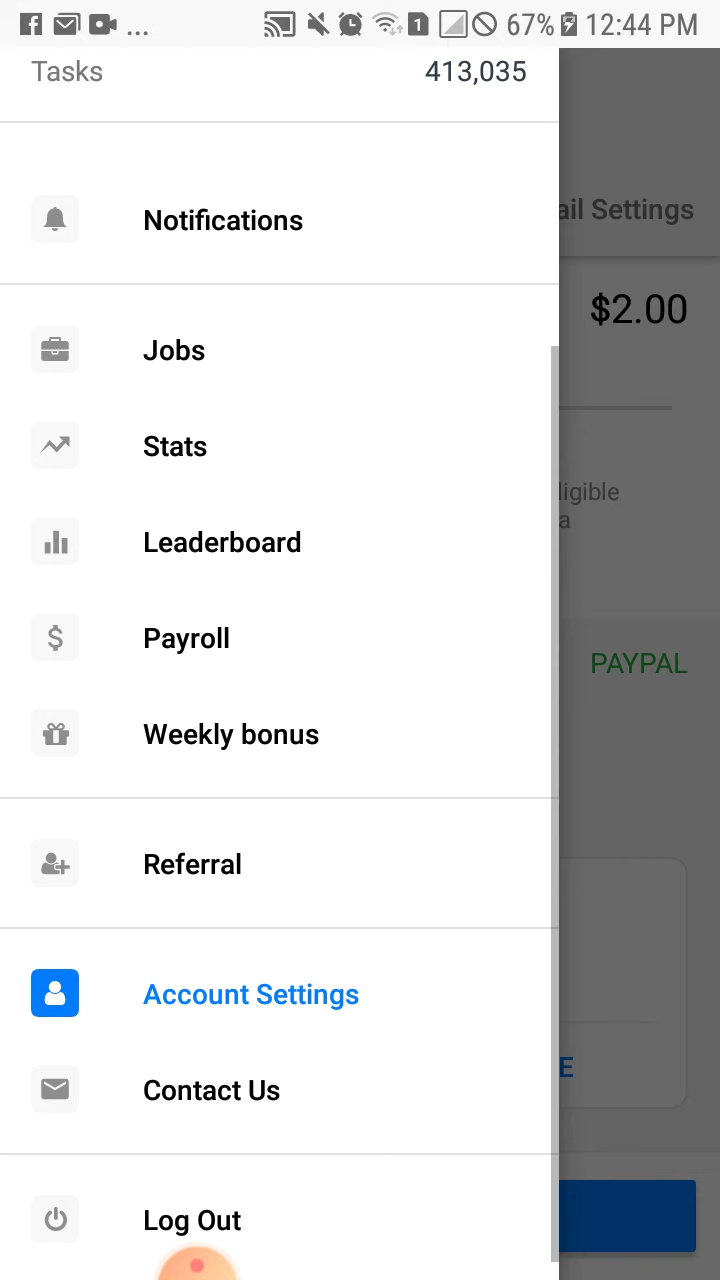 ... 1 67% 12:44 PM
Tasks 413,035
Notifications
ail Settings
$2.00
Jobs
Stats
ligible
a
Leaderboard
Payroll
PAYPAL
Weekly bonus
Referral
Account Settings
E
Contact Us
Log Out